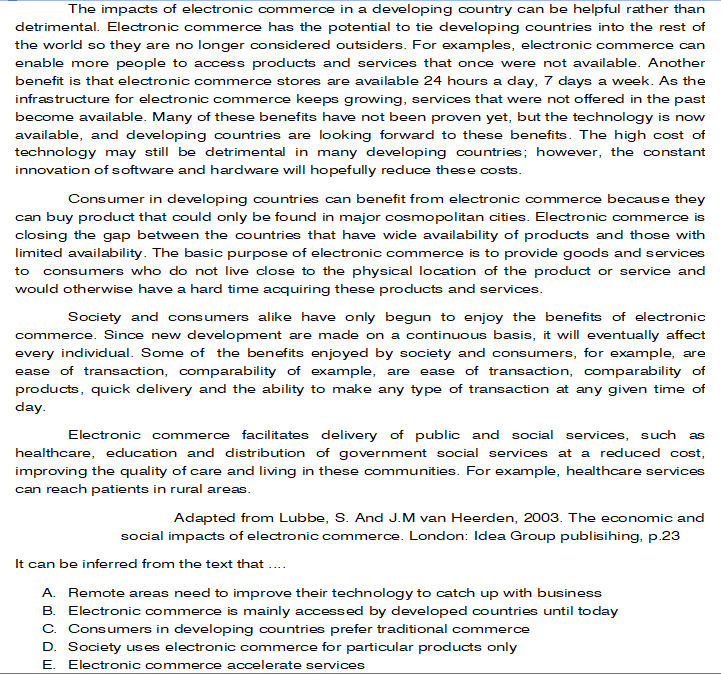 The impacts of electronic commerce in a developing country can be helpful rather than
detrimental. Electronic commerce has the potential to tie developing countries into the rest of
the world so they are no longer considered outsiders. For examples, electronic commerce can
enable more people to access products and services that once were not available. Another
benefit is that electronic commerce stores are available 24 hours a day, 7 days a week. As the
infrastructure for electronic commerce keeps growing, services that were not offered in the past
become available. Many of these benefits have not been proven yet, but the technology is now
available, and developing countries are looking forward to these benefits. The high cost of
technology may still be detrimental in many developing countries; however, the constant
innovation of software and hardware will hopefully reduce these costs.
Consumer in developing countries can benefit from electronic commerce because they
can buy product that could only be found in major cosmopolitan cities. Electronic commerce is
closing the gap between the countries that have wide availability of products and those with
limited availability. The basic purpose of electronic commerce is to provide goods and services
to consumers who do not live close to the physical location of the product or service and
would otherwise have a hard time acquiring these products and services.
Society and consumers alike have only begun to enjoy the benefits of electronic
commerce. Since new development are made on a continuous basis, it will eventually affect
every individual. Some of the benefits enjoyed by society and consumers, for example, are
ease of transaction, comparability of example, are ease of transaction, comparability of
products, quick delivery and the ability to make any type of transaction at any given time of
day.
Electronic commerce facilitates delivery of public and social services, such as
healthcare, education and distribution of government social services at a reduced cost,
improving the quality of care and living in these communities. For example, healthcare services
can reach patients in rural areas.
Adapted from Lubbe, S. And J.M van Heerden, 2003. The economic and
social impacts of electronic commerce. London: Idea Group publisihing, p.23
It can be inferred from the text that ....
A. Remote areas need to improve their technology to catch up with business
B. Electronic commerce is mainly accessed by developed countries until today
C. Consumers in developing countries prefer traditional commerce
D. Society uses electronic commerce for particular products only
E. Electronic commerce accelerate services